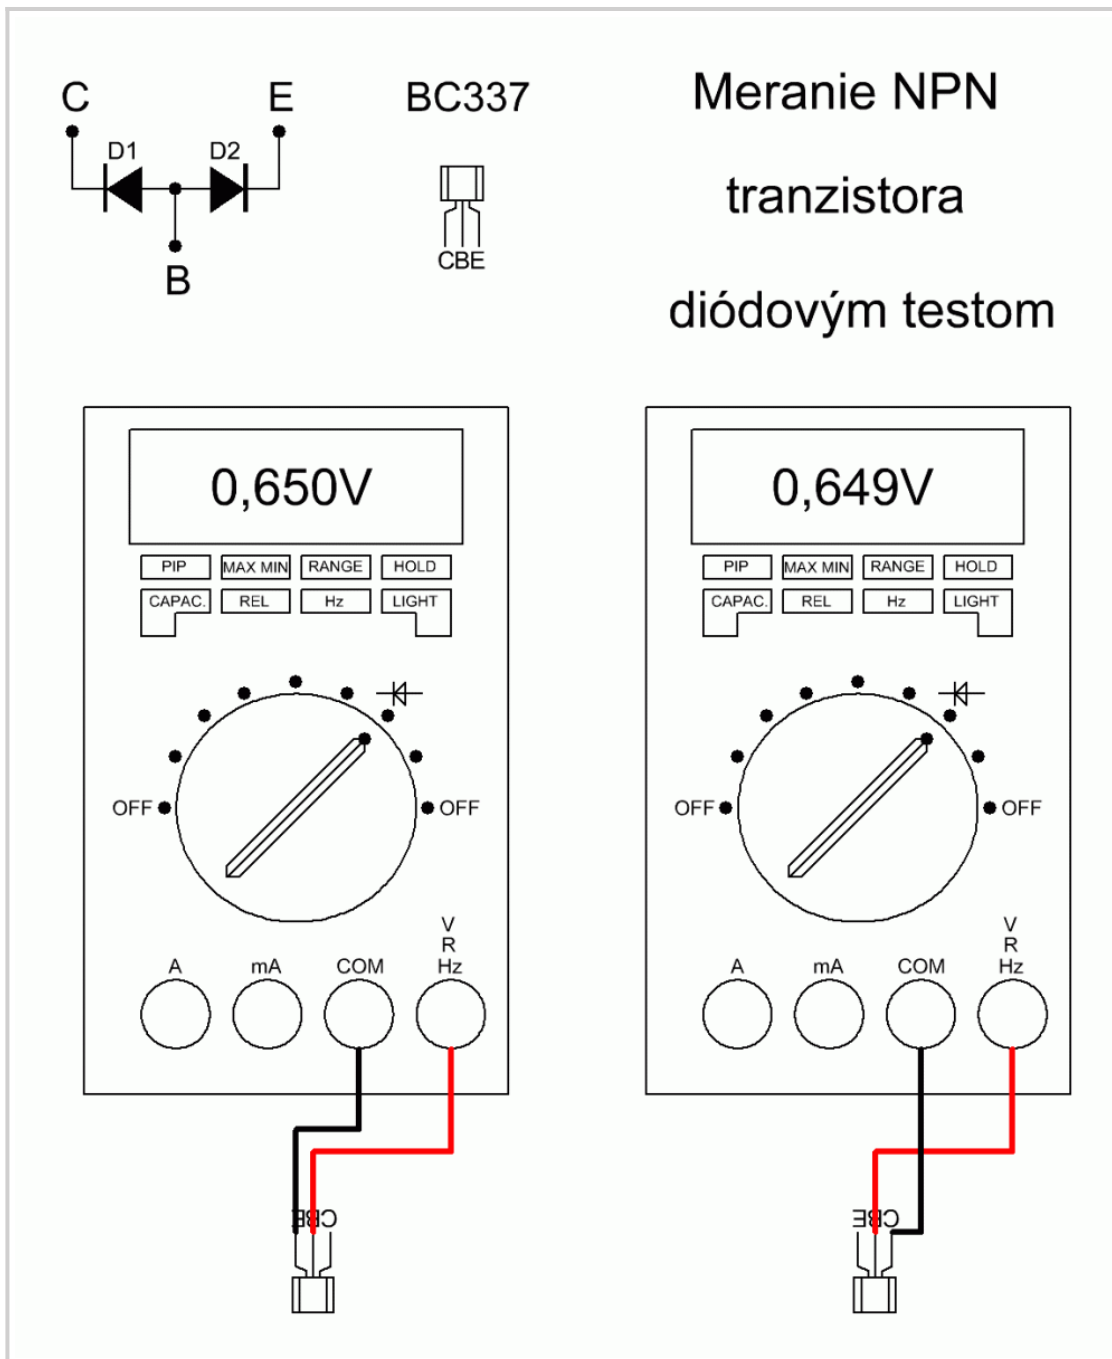 C
E
BC337
Meranie NPN
D1
D2
tranzistora
B
CBE
diódovým testom
0,650V
PIP
MAX MIN
RANGE
HOLD
CAPAC.
REL
Hz
LIGHT
OFF
OFF
V
R
A
mA
COM
Hz
CBE
0,649V
PIP
MAX MIN
RANGE
HOLD
CAPAC.
REL
Hz
LIGHT
OFF
OFF
V
R
A
mA
COM
Hz
CBE